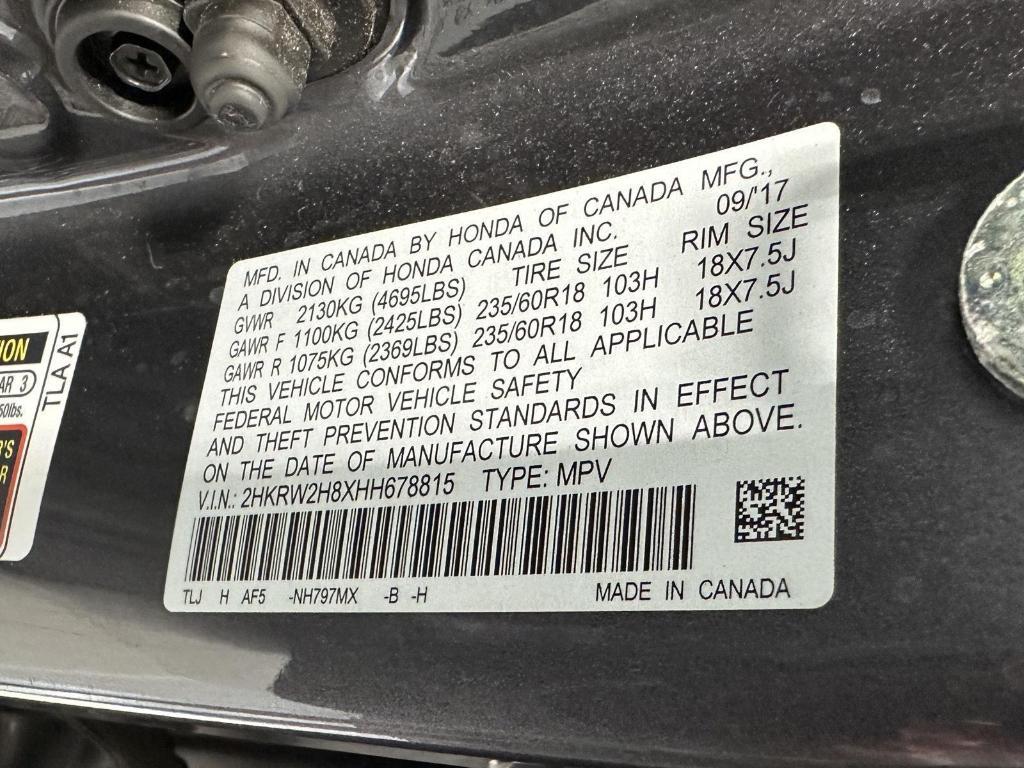 MFD. IN CANADA BY HONDA OF CANADA MFG.,
A DIVISION OF HONDA CANADA INC. 09/'17
GVWR 2130KG (4695LBS) TIRE SIZE RIM SIZE
GAWR F 1100KG (2425LBS) 235/60R18 103H 18X7.5J
GAWR R 1075KG (2369LBS) 235/60R18 103H 18X7.5J
THIS VEHICLE CONFORMS TO ALL APPLICABLE
FEDERAL MOTOR VEHICLE SAFETY
AND THEFT PREVENTION STANDARDS IN EFFECT
ON THE DATE OF MANUFACTURE SHOWN ABOVE.
V.I.N.: 2HKRW2H8XHH678815 TYPE: MPV
TLJ H AF5 -NH797MX -B -H MADE IN CANADA
TLA A1